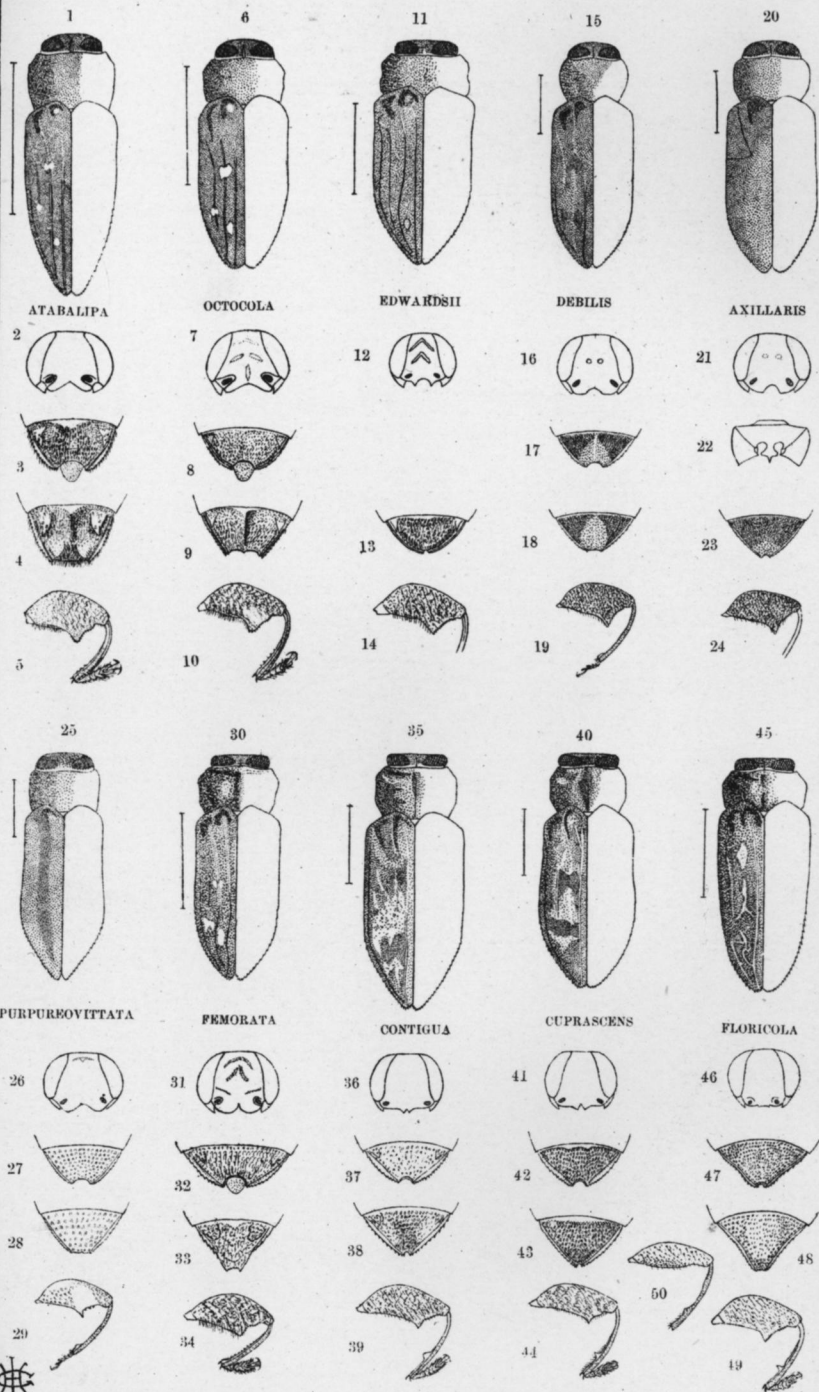 1 6 11 15 20
ATABALIPA OCTOCOLA EDWARDSII DEBILIS AXILLARIS
2 7 12 16 21
3 8 17 22
4 9 13 18 23
5 10 14 19 24
25 30 35 40 45
PURPUREOVITTATA FEMORATA CONTIGUA CUPRASCENS FLORICOLA
26 31 36 41 46
27 32 37 42 47
28 33 38 43 48
29 34 39 44 50 49